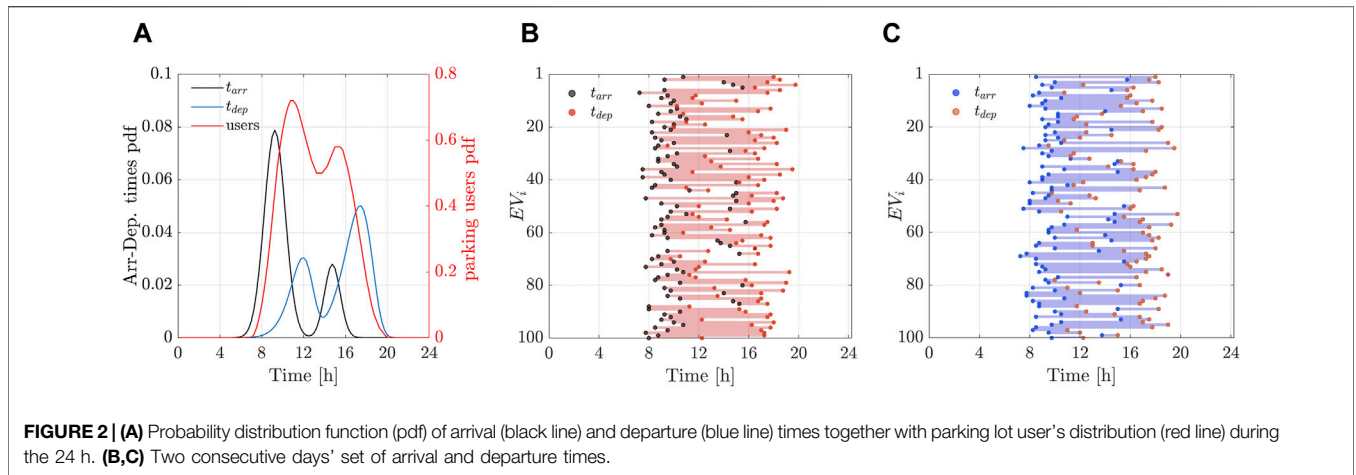 A
B
C
0.1
0.08
0.06
0.04
0.02
0
Arr-Dep. times pdf
t_arr
t_dep
users
0.8
0.6
0.4
0.2
0
parking users pdf
0 4 8 12 16 20 24
Time [h]
1
20
40
60
80
100
EV_i
t_arr
t_dep
0 4 8 12 16 20 24
Time [h]
1
20
40
60
80
100
EV_i
t_arr
t_dep
0 4 8 12 16 20 24
Time [h]
FIGURE 2 | (A) Probability distribution function (pdf) of arrival (black line) and departure (blue line) times together with parking lot user's distribution (red line) during
the 24 h. (B,C) Two consecutive days' set of arrival and departure times.